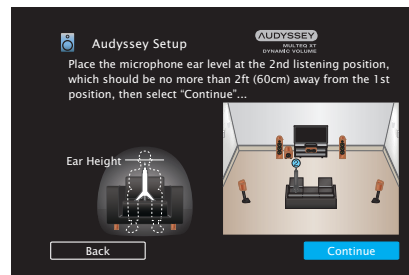 Audyssey Setup
AUDYSSEY
MULTEQ XT
DYNAMIC VOLUME
Place the microphone ear level at the 2nd listening position,
which should be no more than 2ft (60cm) away from the 1st
position, then select “Continue”...
Ear Height
2
Back
Continue